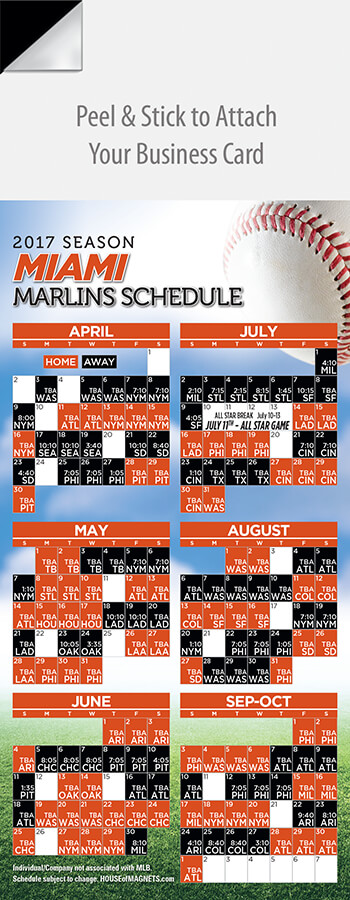 Peel & Stick to Attach
Your Business Card
2017 SEASON
MIAMI
MARLINS SCHEDULE
APRIL
S M T W T F S
HOME AWAY
1
2 3 4 5 6 7 8
TBA TBA TBA 7:10 7:10
WAS WAS WAS NYM NYM
9 10 11 12 13 14 15
8:00 TBA TBA TBA TBA TBA
NYM ATL ATL NYM NYM NYM
16 17 18 19 20 21 22
TBA 10:10 10:10 3:40
NYM SEA SEA SEA SD SD
23 24 25 26 27 28 29
4:40 7:05 7:05 1:05 TBA TBA
SD PHI PHI PHI PIT PIT
30
TBA
PIT
MAY
S M T W T F S
1 2 3 4 5 6
TBA TBA TBA TBA 7:10 7:10
TB TB TB TB NYM NYM
7 8 9 10 11 12 13
1:10 TBA TBA TBA TBA TBA
NYM STL STL STL ATL ATL
14 15 16 17 18 19 20
TBA TBA TBA TBA 10:10 10:10
ATL HOU HOU HOU LAD LAD LAD
21 22 23 24 25 26 27
TBA 10:05 3:35 TBA TBA
LAD OAK OAK LAA LAA
28 29 30 31
TBA TBA TBA TBA
LAA PHI PHI PHI
JUNE
S M T W T F S
1 2 3
TBA TBA TBA
ARI ARI ARI
4 5 6 7 8 9 10
TBA 8:05 8:05 8:05 7:05 4:05
ARI CHC CHC CHC PIT PIT PIT
11 12 13 14 15 16 17
1:35 TBA TBA TBA TBA
PIT OAK OAK ATL ATL
18 19 20 21 22 23 24
TBA TBA TBA TBA TBA TBA TBA
ATL WAS WAS WAS CHC CHC CHC
25 26 27 28 29 30
TBA TBA TBA TBA 8:10
CHC NYM NYM NYM MIL
JULY
S M T W T F S
1
4:10
MIL
2 3 4 5 6 7 8
2:10 7:15 2:15 8:15 1:45
MIL STL STL STL STL SF SF
9 10 11 12 13 14 15
4:05 ALL STAR BREAK July 10-13 TBA TBA
SF JULY 11TH - ALL STAR GAME LAD LAD
16 17 18 19 20 21 22
TBA TBA TBA TBA 7:10 7:10
LAD PHI PHI PHI CIN CIN
23 24 25 26 27 28 29
1:10 TBA TBA TBA TBA TBA TBA
CIN TX TX TX CIN CIN CIN
30 31
TBA TBA
CIN WAS
AUGUST
S M T W T F S
1 2 3 4 5
TBA TBA TBA TBA
WAS WAS ATL ATL
6 7 8 9 10 11 12
TBA TBA TBA TBA TBA TBA TBA
ATL WAS WAS WAS WAS COL COL
13 14 15 16 17 18 19
TBA TBA TBA TBA 7:10 7:10
COL SF SF SF NYM NYM
20 21 22 23 24 25 26
TBA TBA
NYM PHI PHI PHI SD SD
27 28 29 30 31
TBA TBA TBA TBA TBA
SD WAS WAS WAS PHI
SEP-OCT
S M T W T F S
1 2
TBA TBA
PHI PHI
3 4 5 6 7 8 9
TBA TBA TBA TBA TBA TBA TBA
PHI WAS WAS WAS ATL ATL ATL
10 11 12 13 14 15 16
TBA 7:05 7:05 7:05 TBA TBA
ATL PHI PHI PHI MIL MIL
17 18 19 20 21 22 23
TBA TBA TBA TBA 9:40 8:10
MIL NYM NYM NYM ARI ARI
24 25 26 27 28 29 30
4:10 8:40 8:40 3:10 TBA TBA TBA
ARI COL COL COL ATL ATL ATL
1 2 3 4 5 6 7
TBA
ATL
Individual/Company not associated with MLB.
Schedule subject to change. HOUSEofMAGNETS.com